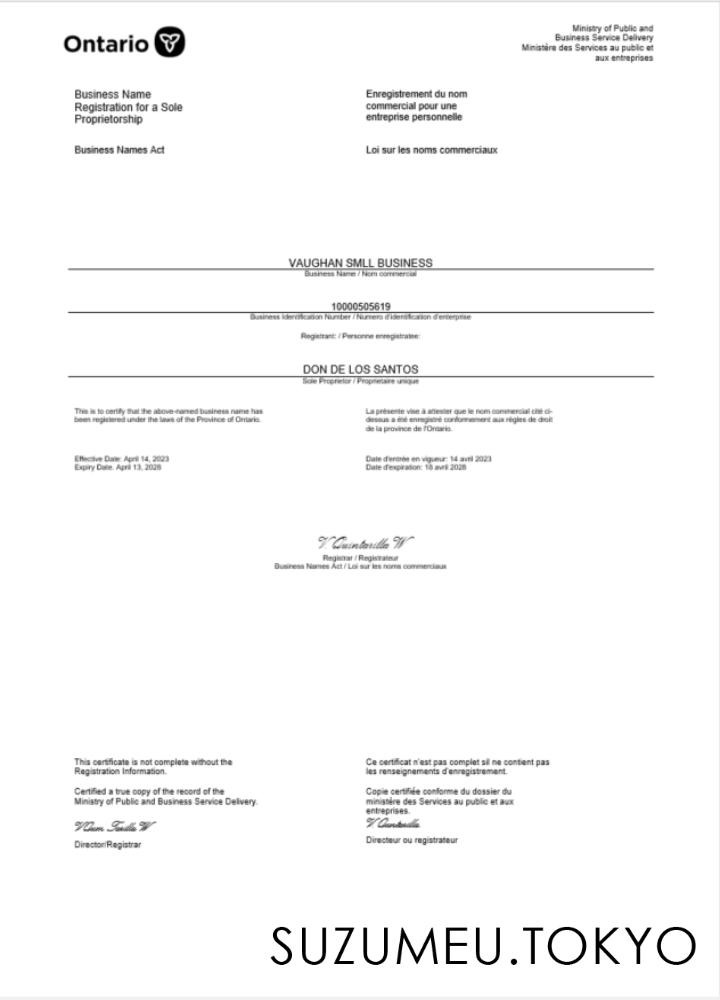 Ontario
Ministry of Public and
Business Service Delivery
Ministère des Services au public et
aux entreprises
Business Name
Registration for a Sole
Proprietorship
Enregistrement du nom
commercial pour une
entreprise personnelle
Business Names Act
Loi sur les noms commerciaux
VAUGHAN SMLL BUSINESS
Business Name / Nom commercial
10000505619
Business Identification Number / Numero d'identification d'enterprise
Registrant: / Personne enregistratee:
DON DE LOS SANTOS
Sole Proprietor / Proprietaire unique
This is to certify that the above-named business name has
been registered under the laws of the Province of Ontario.
La présente vise à attester que le nom commercial cité ci-
dessus a été enregistré conformement aux règles de droit
de la province de l'Ontario.
Effective Date: April 14, 2023
Expiry Date: April 13, 2028
Date d'entrée en vigueur: 14 avril 2023
Date d'expiration: 18 avril 2028
Registrar / Registrateur
Business Names Act / Loi sur les noms commerciaux
This certificate is not complete without the
Registration Information.
Ce certificat n'est pas complet sil ne contient pas
les renseignements d'enregistrement.
Certified a true copy of the record of the
Ministry of Public and Business Service Delivery.
Copie certifiée conforme du dossier du
ministère des Services au public et aux
entreprises.
Director/Registrar
Directeur ou registrateur
SUZUMEU.TOKYO